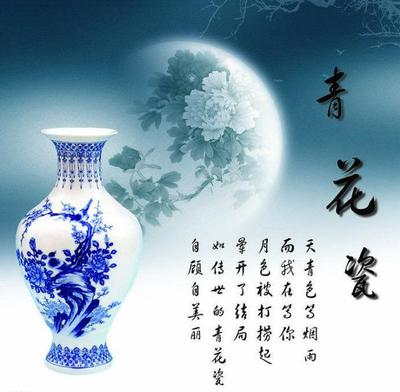 青花瓷
天青色等烟雨
而我在等你
月色被打捞起
晕开了结局
如传世的青花瓷
自顾自美丽